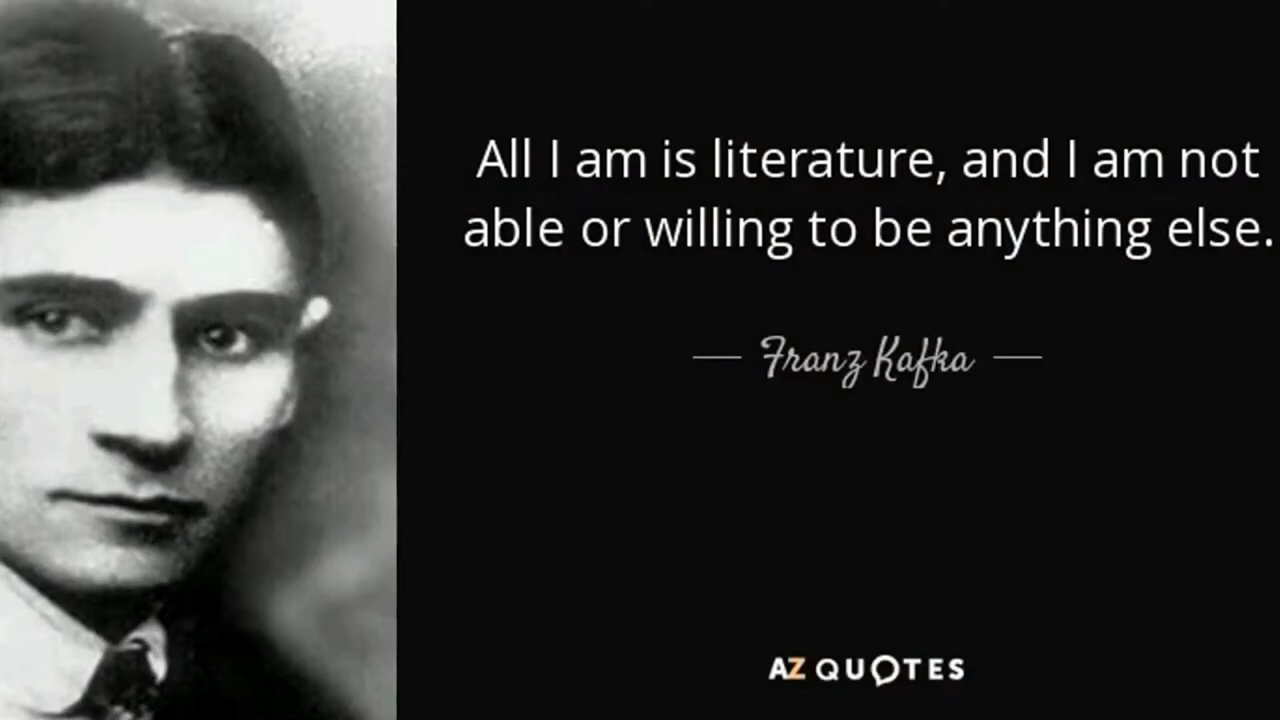 All I am is literature, and I am not
able or willing to be anything else.
— Franz Kafka —
AZ QUOTES